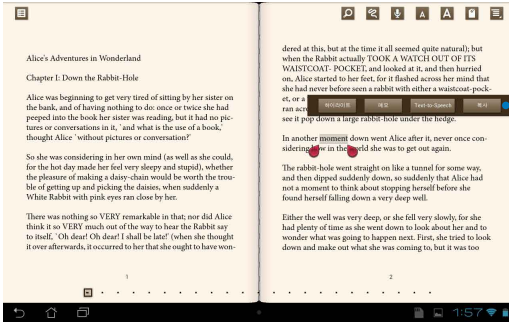 Alice's Adventures in Wonderland
Chapter I: Down the Rabbit-Hole
Alice was beginning to get very tired of sitting by her sister on
the bank, and of having nothing to do: once or twice she had
peeped into the book her sister was reading, but it had no pic-
tures or conversations in it, `and what is the use of a book,'
thought Alice `without pictures or conversation?'
So she was considering in her own mind (as well as she could,
for the hot day made her feel very sleepy and stupid), whether
the pleasure of making a daisy-chain would be worth the trou-
ble of getting up and picking the daisies, when suddenly a
White Rabbit with pink eyes ran close by her.
There was nothing so VERY remarkable in that; nor did Alice
think it so VERY much out of the way to hear the Rabbit say
to itself, `Oh dear! Oh dear! I shall be late!' (when she thought
it over afterwards, it occurred to her that she ought to have won-
1
A A
dered at this, but at the time it all seemed quite natural); but
when the Rabbit actually TOOK A WATCH OUT OF ITS
WAISTCOAT- POCKET, and looked at it, and then hurried
on, Alice started to her feet, for it flashed across her mind that
she had never before seen a rabbit with either a waistcoat-pock-
et, or a
하이라이트 메모 Text-to-Speech 복사
ran acro
see it pop down a large rabbit-hole under the hedge.
In another moment down went Alice after it, never once con-
sidering in the world she was to get out again.
The rabbit-hole went straight on like a tunnel for some way,
and then dipped suddenly down, so suddenly that Alice had
not a moment to think about stopping herself before she
found herself falling down a very deep well.
Either the well was very deep, or she fell very slowly, for she
had plenty of time as she went down to look about her and to
wonder what was going to happen next. First, she tried to look
down and make out what she was coming to, but it was too
2
1:57